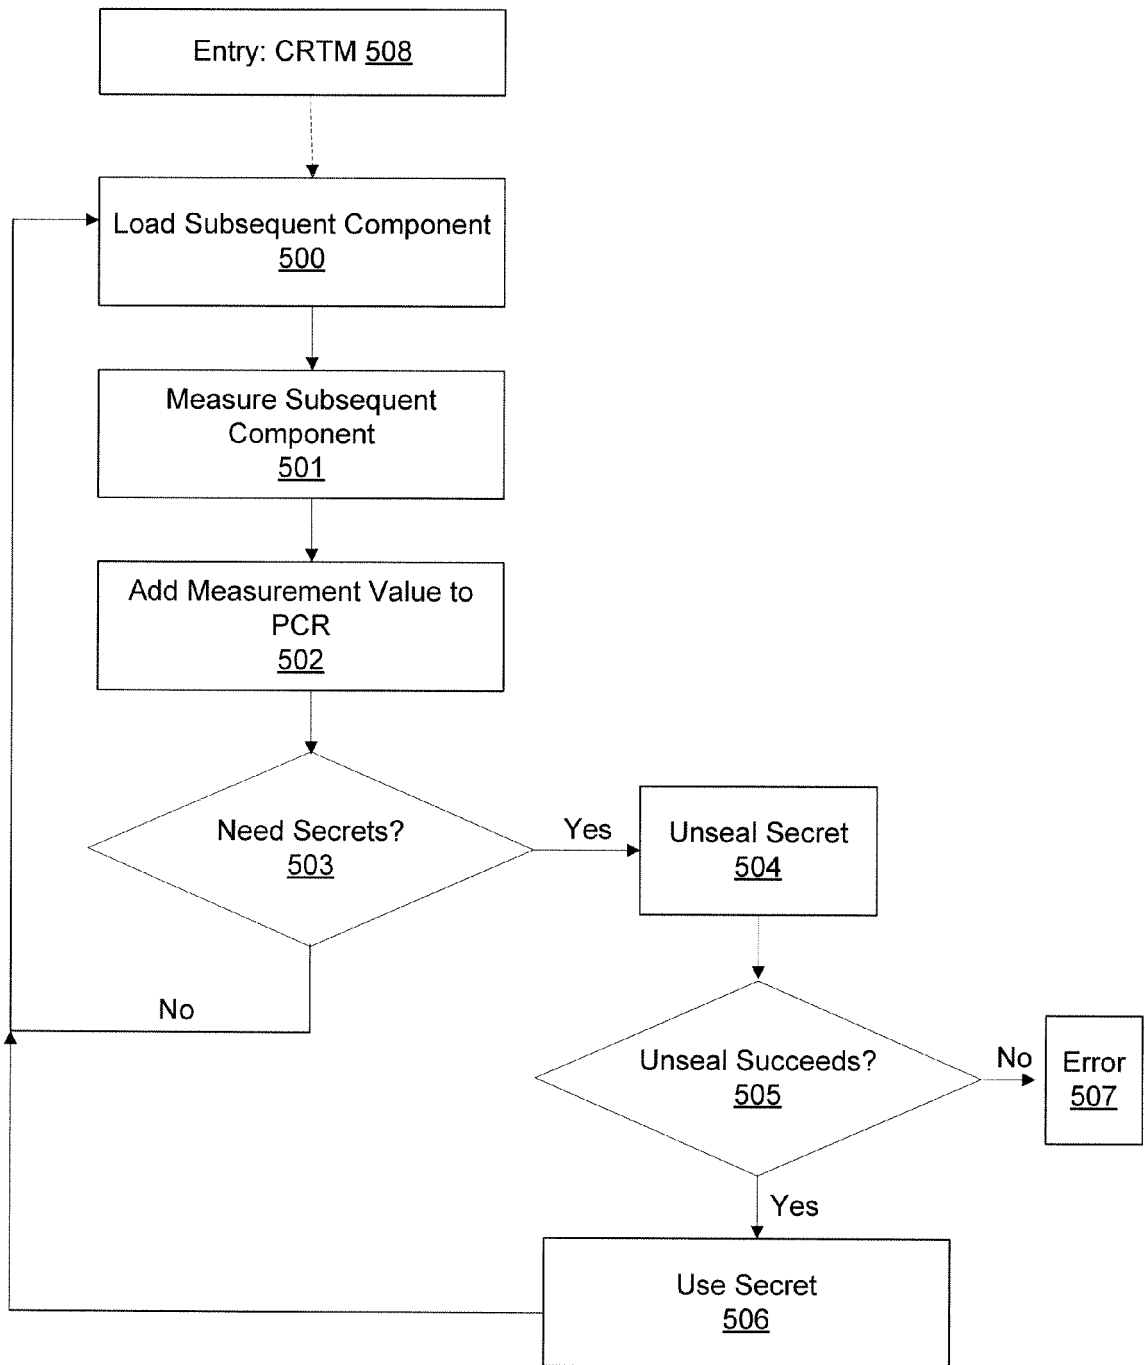 Entry: CRTM 508
Load Subsequent Component
500
Measure Subsequent
Component
501
Add Measurement Value to
PCR
502
Need Secrets?
503
Yes
Unseal Secret
504
No
Unseal Succeeds?
505
No
Error
507
Yes
Use Secret
506